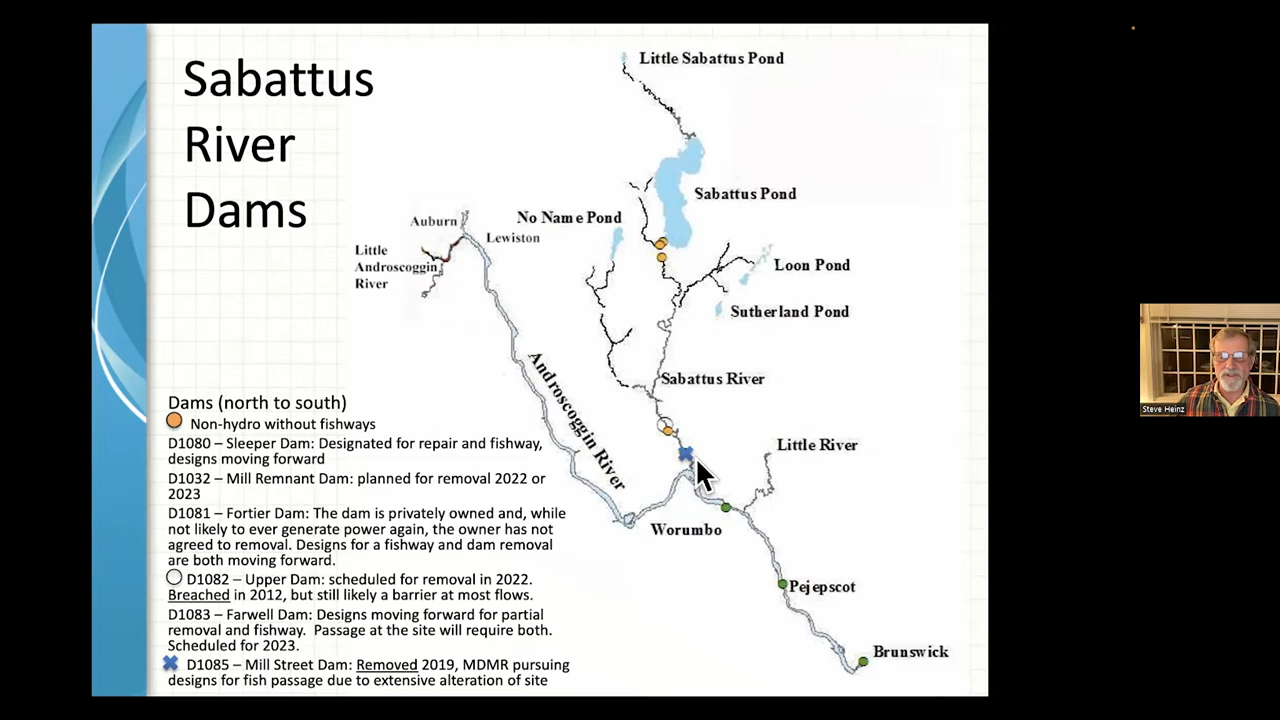 Sabattus
River
Dams
Little Sabattus Pond
Sabattus Pond
No Name Pond
Auburn
Lewiston
Little
Androscoggin
River
Loon Pond
Sutherland Pond
Androscoggin River
Sabattus River
Little River
Worumbo
Pejepscot
Brunswick
Dams (north to south)
Non-hydro without fishways
D1080 – Sleeper Dam: Designated for repair and fishway,
designs moving forward
D1032 – Mill Remnant Dam: planned for removal 2022 or
2023
D1081 – Fortier Dam: The dam is privately owned and, while
not likely to ever generate power again, the owner has not
agreed to removal. Designs for a fishway and dam removal
are both moving forward.
D1082 – Upper Dam: scheduled for removal in 2022.
Breached in 2012, but still likely a barrier at most flows.
D1083 – Farwell Dam: Designs moving forward for partial
removal and fishway. Passage at the site will require both.
Scheduled for 2023.
D1085 – Mill Street Dam: Removed 2019, MDMR pursuing
designs for fish passage due to extensive alteration of site
Steve Heinz